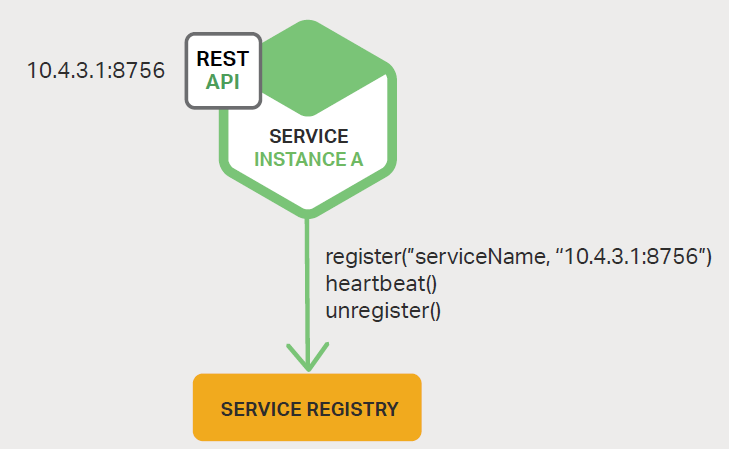 10.4.3.1:8756
REST
API
SERVICE
INSTANCE A
register(”serviceName, “10.4.3.1:8756”)
heartbeat()
unregister()
SERVICE REGISTRY